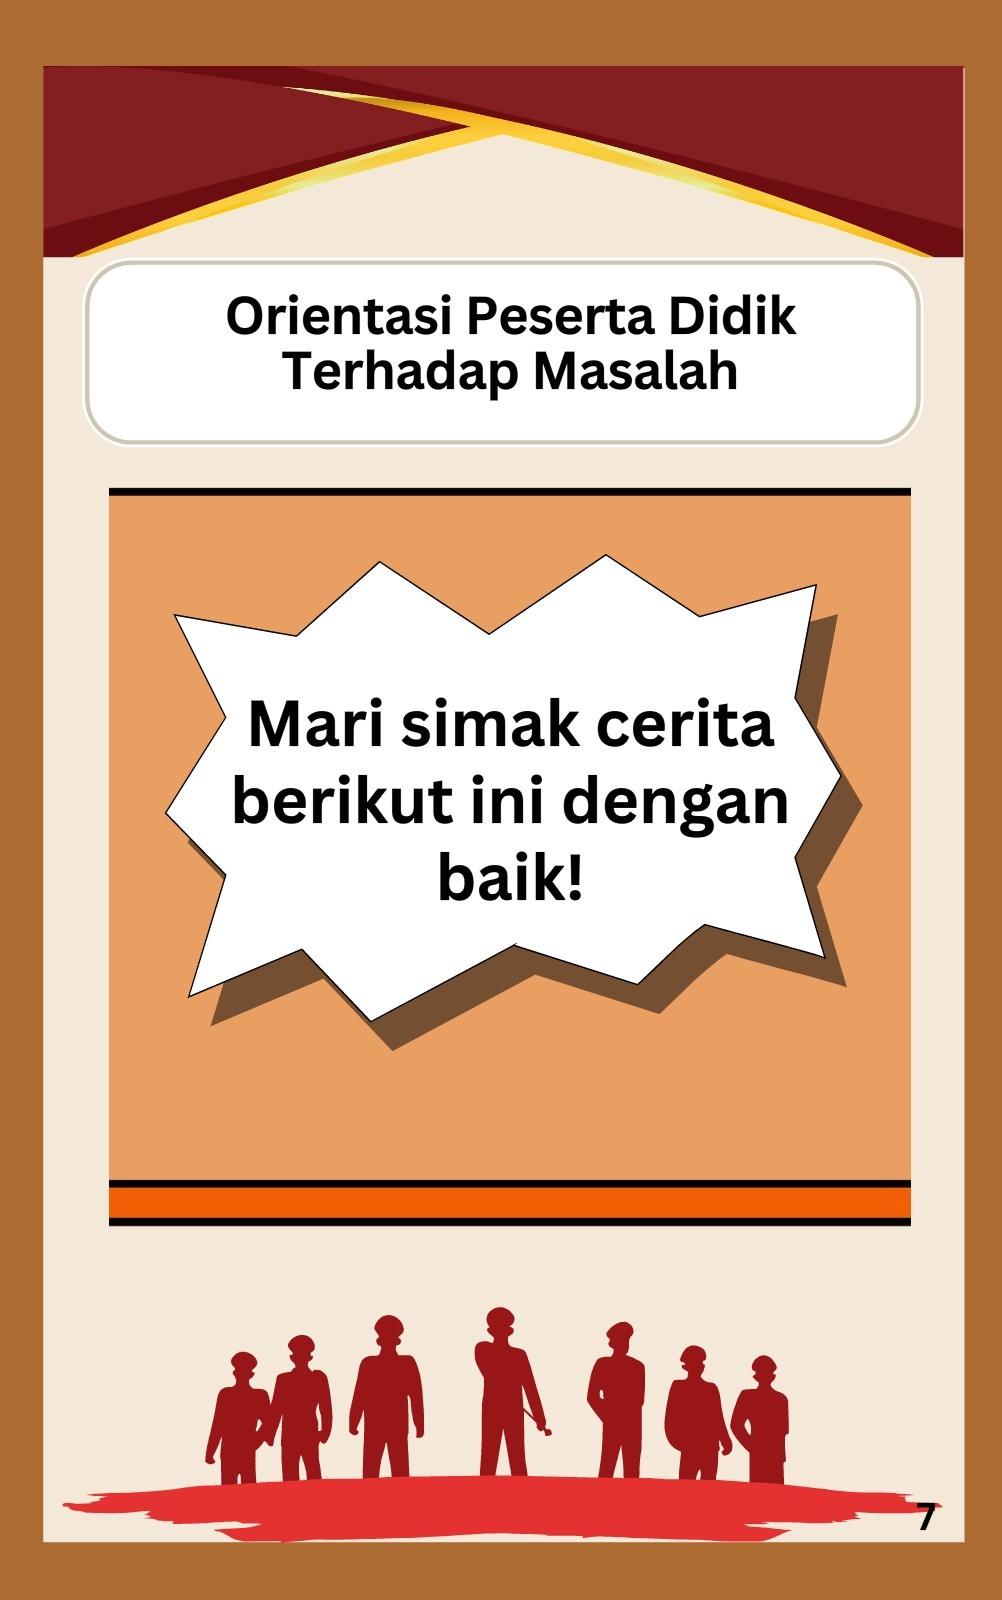 Orientasi Peserta Didik
Terhadap Masalah
Mari simak cerita
berikut ini dengan
baik!
7